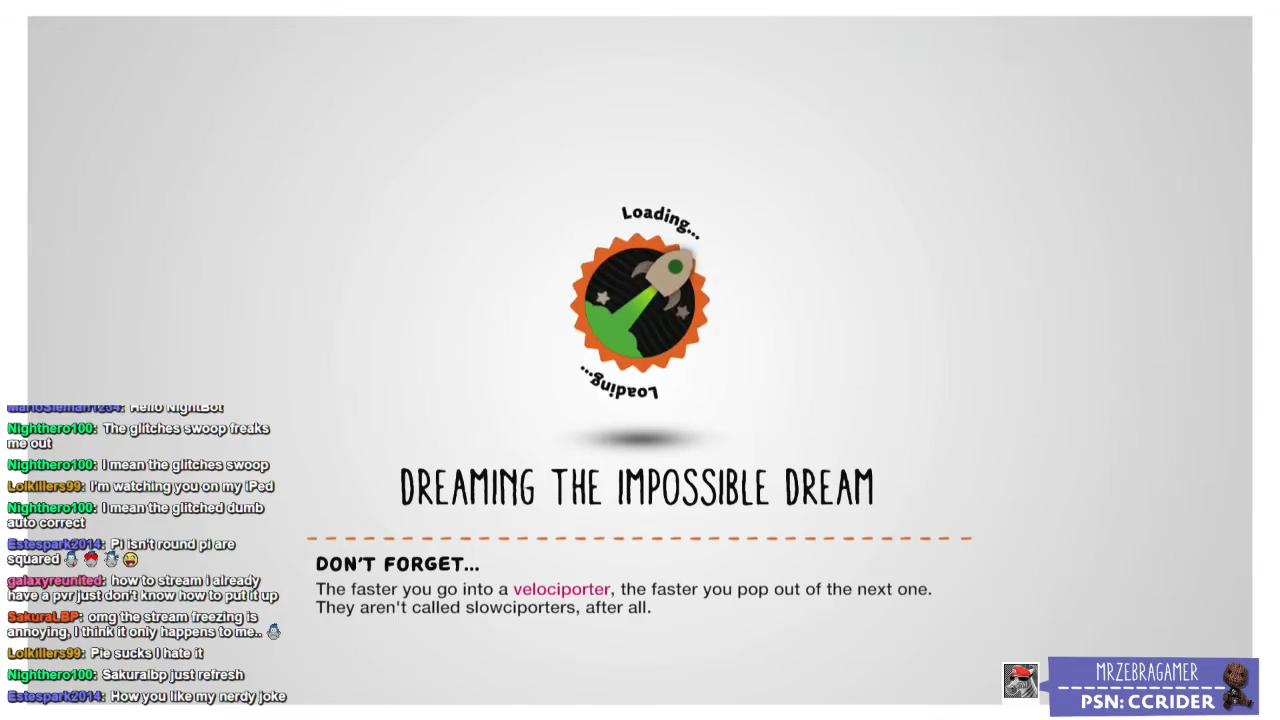 Loading...
Loading...
DREAMING THE IMPOSSIBLE DREAM
DON'T FORGET...
The faster you go into a velociporter, the faster you pop out of the next one.
They aren't called slowciporters, after all.
MarioSleman1234: Hello NightBot
Nighthero100: The glitches swoop freaks
me out
Nighthero100: I mean the glitches swoop
Lolkillers99: I'm watching you on my iPed
Nighthero100: I mean the glitched dumb
auto correct
Estespark2014: Pi isn't round pi are
squared
galaxyreunited: how to stream i already
have a pvr just don't know how to put it up
SakuraLBP: omg the stream freezing is
annoying, I think it only happens to me..
Lolkillers99: Pie sucks I hate it
Nighthero100: Sakuralbp just refresh
Estespark2014: How you like my nerdy joke
MRZEBRAGAMER
PSN: CCRIDER